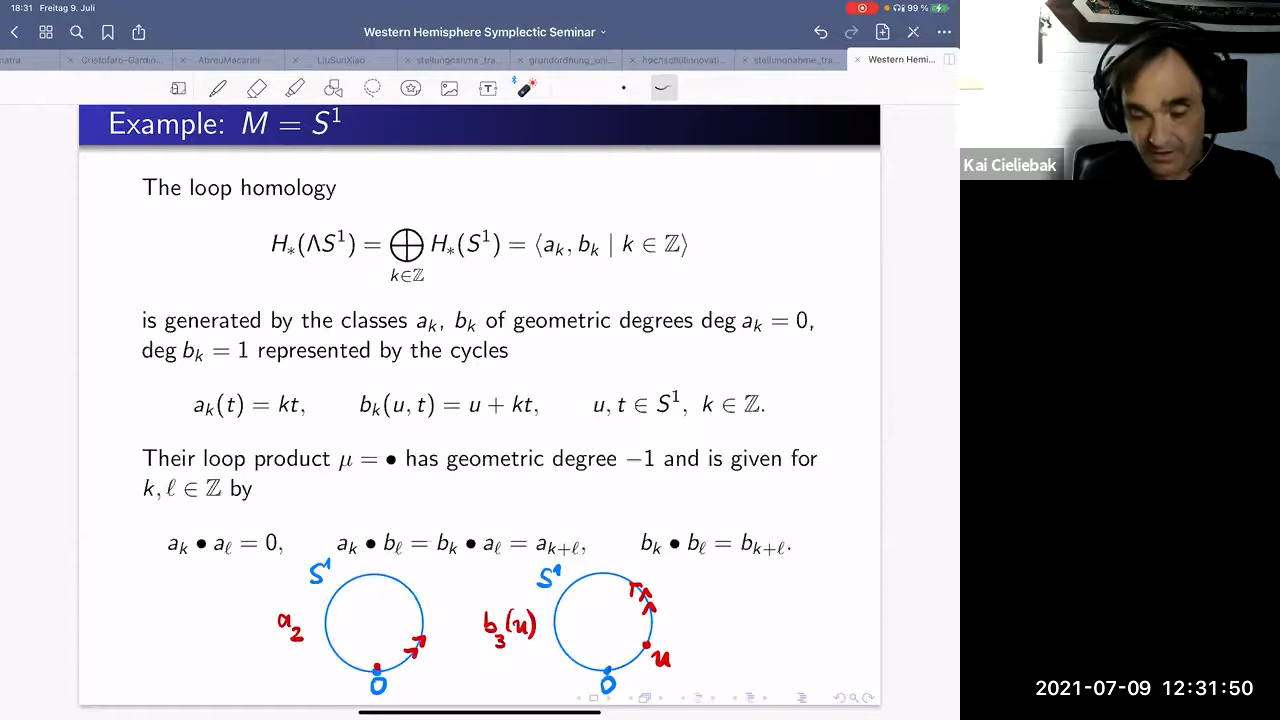 18:31 Freitag 9. Juli
99 %
Western Hemisphere Symplectic Seminar
Cristofaro-Gardin...
AbreuMacarini
LiuSunXiao
stellungnahme_tra...
grundordnung_uni...
hochschulinnovati...
stellungnahme_tra...
Western Hemi...
Example: M = S¹
The loop homology
H∗(ΛS¹) = ⨁ H∗(S¹) = ⟨aₖ, bₖ | k ∈ ℤ⟩
k∈ℤ
is generated by the classes aₖ, bₖ of geometric degrees deg aₖ = 0,
deg bₖ = 1 represented by the cycles
aₖ(t) = kt, bₖ(u, t) = u + kt, u, t ∈ S¹, k ∈ ℤ.
Their loop product μ = • has geometric degree −1 and is given for
k, ℓ ∈ ℤ by
aₖ • aℓ = 0, aₖ • bℓ = bₖ • aℓ = aₖ₊ℓ, bₖ • bℓ = bₖ₊ℓ.
S¹ S¹
a₂ b₃(u)
u
0 0
Kai Cieliebak
2021-07-09 12:31:50